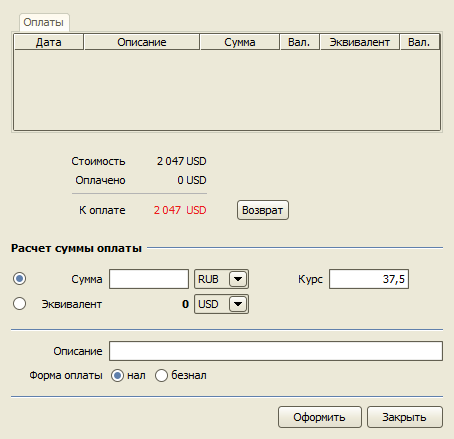 Оплаты
Дата Описание Сумма Вал. Эквивалент Вал.
Стоимость 2 047 USD
Оплачено 0 USD
К оплате 2 047 USD Возврат
Расчет суммы оплаты
Сумма RUB Курс 37,5
Эквивалент 0 USD
Описание
Форма оплаты нал безнал
Оформить Закрыть